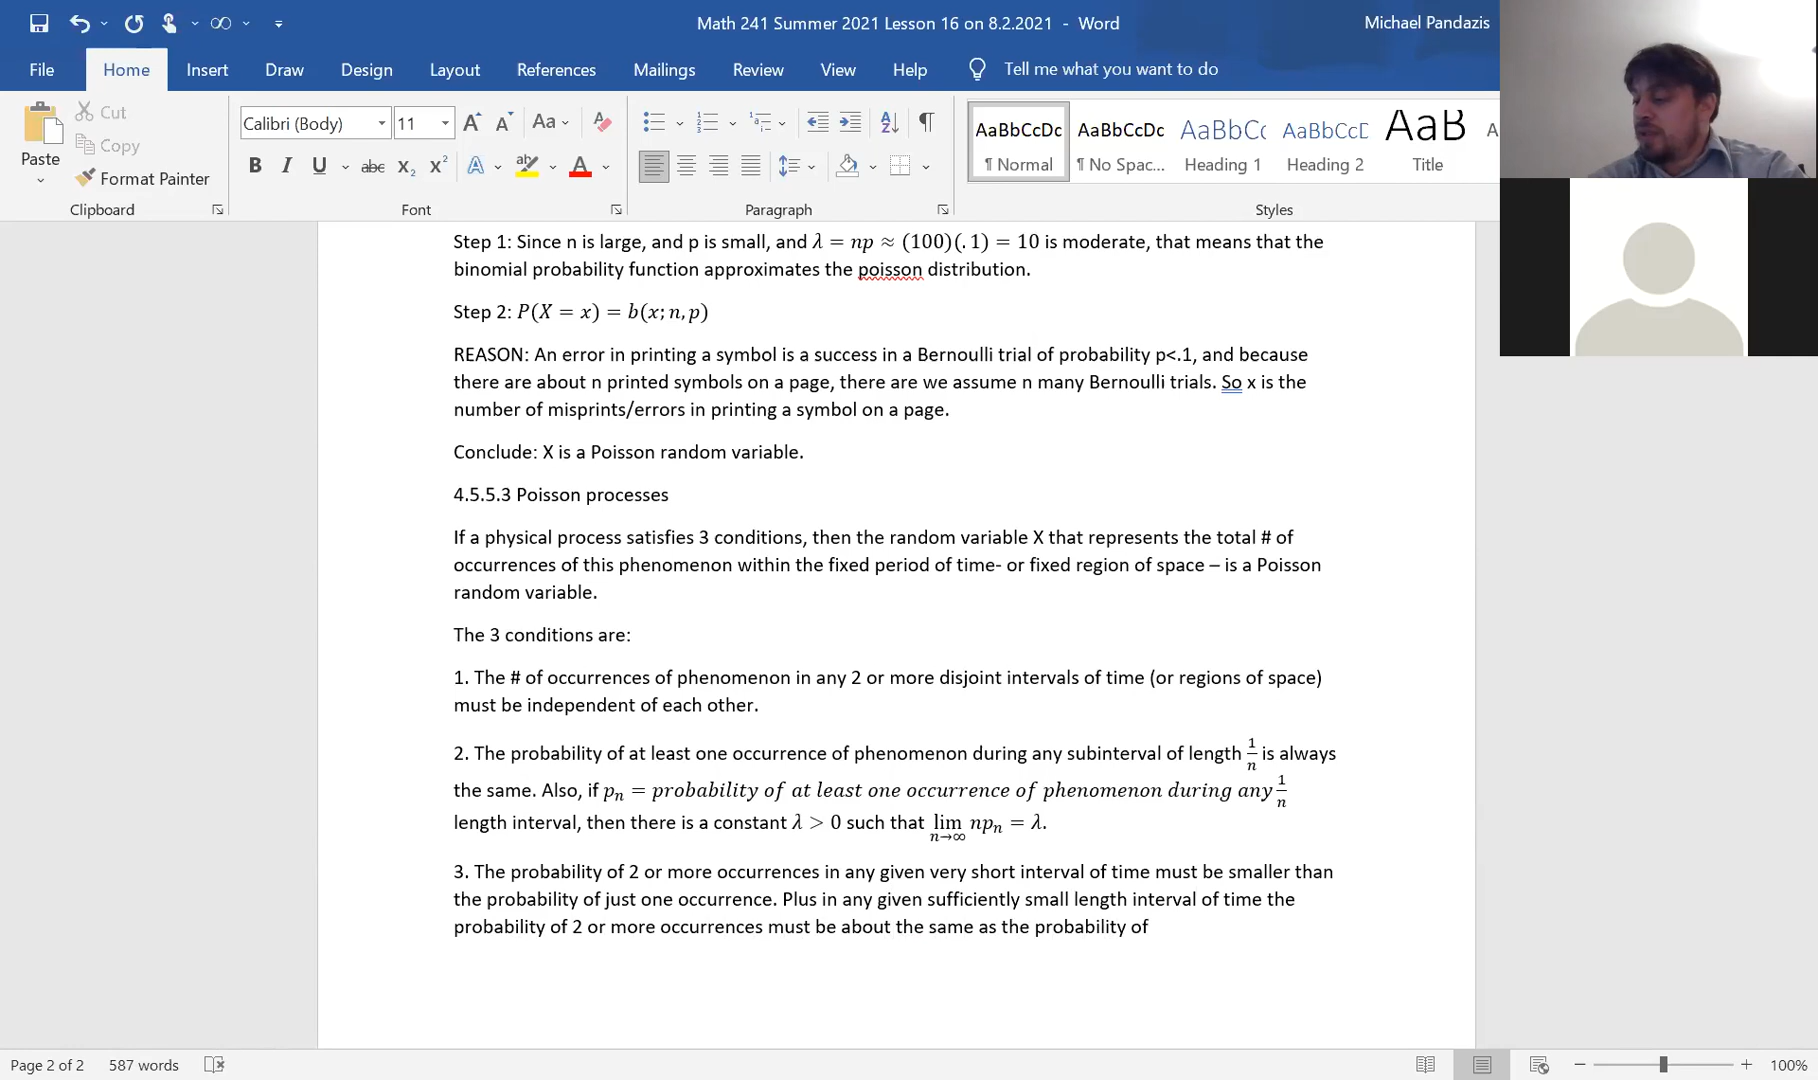 Math 241 Summer 2021 Lesson 16 on 8.2.2021 - Word
Michael Pandazis
File Home Insert Draw Design Layout References Mailings Review View Help Tell me what you want to do
Paste
Cut
Copy
Format Painter
Clipboard
Calibri (Body) 11
Font
Paragraph
AaBbCcDc AaBbCcDc AaBbCc AaBbCcD AaB
¶ Normal ¶ No Spac... Heading 1 Heading 2 Title
Styles
Step 1: Since n is large, and p is small, and λ = np ≈ (100)(. 1) = 10 is moderate, that means that the
binomial probability function approximates the poisson distribution.
Step 2: P(X = x) = b(x; n, p)
REASON: An error in printing a symbol is a success in a Bernoulli trial of probability p<.1, and because
there are about n printed symbols on a page, there are we assume n many Bernoulli trials. So x is the
number of misprints/errors in printing a symbol on a page.
Conclude: X is a Poisson random variable.
4.5.5.3 Poisson processes
If a physical process satisfies 3 conditions, then the random variable X that represents the total # of
occurrences of this phenomenon within the fixed period of time- or fixed region of space – is a Poisson
random variable.
The 3 conditions are:
1. The # of occurrences of phenomenon in any 2 or more disjoint intervals of time (or regions of space)
must be independent of each other.
2. The probability of at least one occurrence of phenomenon during any subinterval of length 1/n is always
the same. Also, if pₙ = probability of at least one occurrence of phenomenon during any 1/n
length interval, then there is a constant λ > 0 such that lim n→∞ npₙ = λ.
3. The probability of 2 or more occurrences in any given very short interval of time must be smaller than
the probability of just one occurrence. Plus in any given sufficiently small length interval of time the
probability of 2 or more occurrences must be about the same as the probability of
Page 2 of 2 587 words 100%